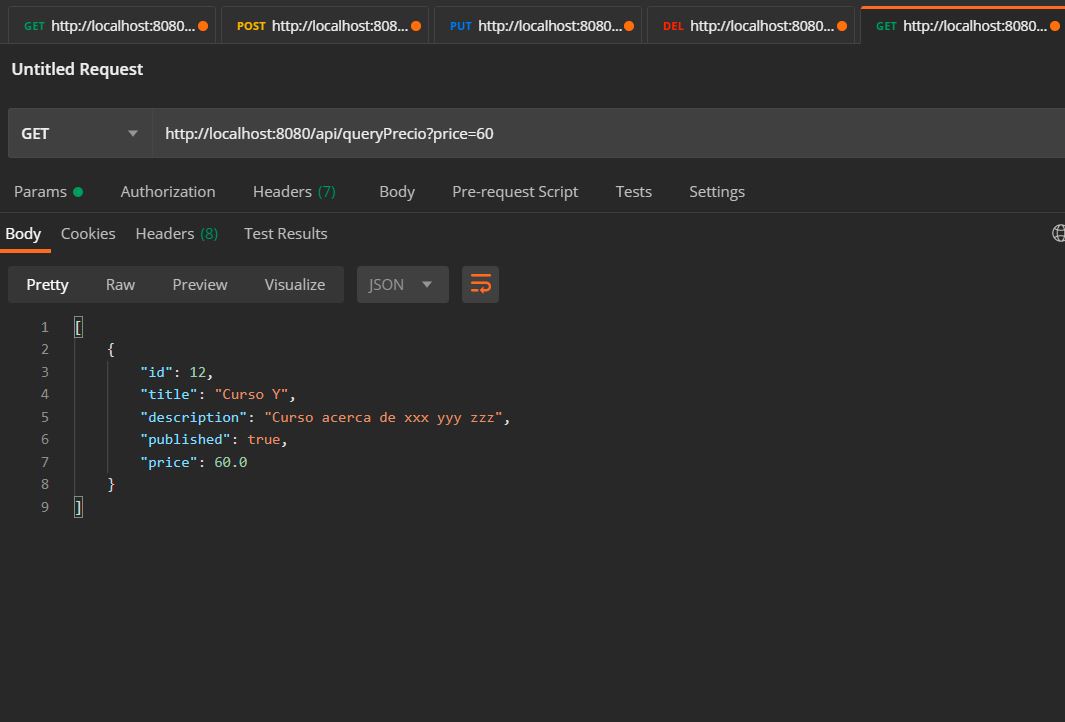 GET http://localhost:8080... POST http://localhost:808... PUT http://localhost:8080... DEL http://localhost:8080... GET http://localhost:8080...
Untitled Request
GET http://localhost:8080/api/queryPrecio?price=60
Params Authorization Headers (7) Body Pre-request Script Tests Settings
Body Cookies Headers (8) Test Results
Pretty Raw Preview Visualize JSON
1 [
2 {
3 "id": 12,
4 "title": "Curso Y",
5 "description": "Curso acerca de xxx yyy zzz",
6 "published": true,
7 "price": 60.0
8 }
9 ]